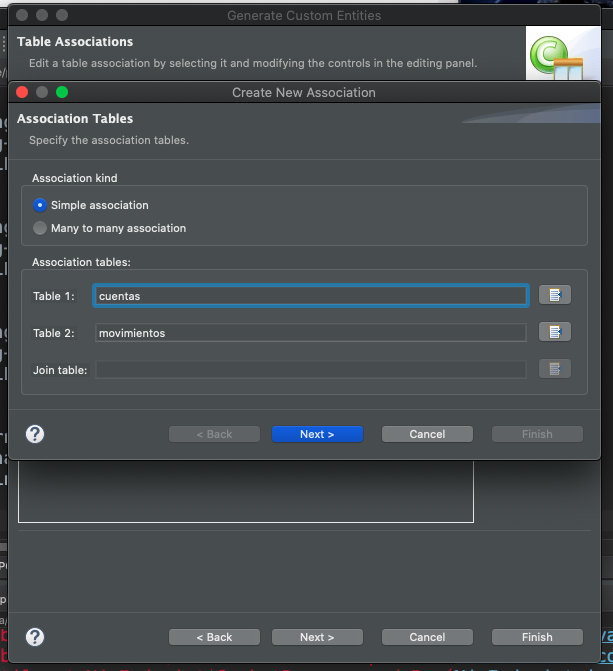 Generate Custom Entities
Table Associations
Edit a table association by selecting it and modifying the controls in the editing panel.
Create New Association
Association Tables
Specify the association tables.
Association kind
Simple association
Many to many association
Association tables:
Table 1: cuentas
Table 2: movimientos
Join table:
? < Back Next > Cancel Finish
? < Back Next > Cancel Finish